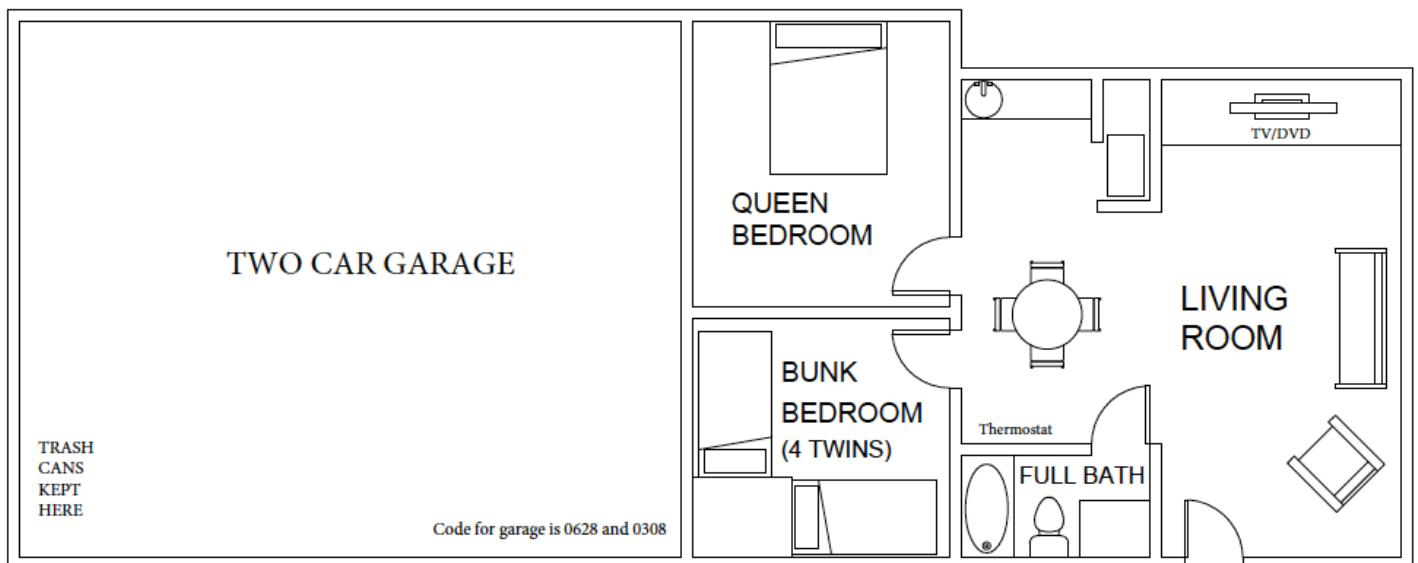 TWO CAR GARAGE
TRASH
CANS
KEPT
HERE
Code for garage is 0628 and 0308
QUEEN
BEDROOM
BUNK
BEDROOM
(4 TWINS)
Thermostat
FULL BATH
TV/DVD
LIVING
ROOM